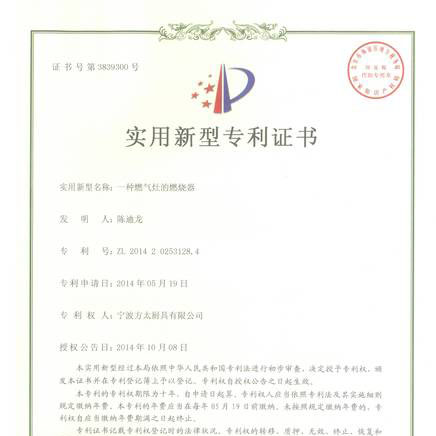 证书号第3839300号
实用新型专利证书
实用新型名称：一种燃气灶的燃烧器
发 明 人：陈迪龙
专 利 号：ZL 2014 2 0253128.4
专利申请日：2014年05月19日
专 利 权 人：宁波方太厨具有限公司
授权公告日：2014年10月08日
本实用新型经过本局依照中华人民共和国专利法进行初步审查，决定授予专利权，颁
发本证书并在专利登记簿上予以登记。专利权自授权公告之日起生效。
本专利的专利权期限为十年，自申请日起算。专利权人应当依照专利法及其实施细则
规定缴纳年费。本专利的年费应当在每年05月19日前缴纳。未按照规定缴纳年费的，专
利权自应当缴纳年费期满之日起终止。
专利证书记载专利权登记时的法律状况。专利权的转移、质押、无效、终止、恢复和